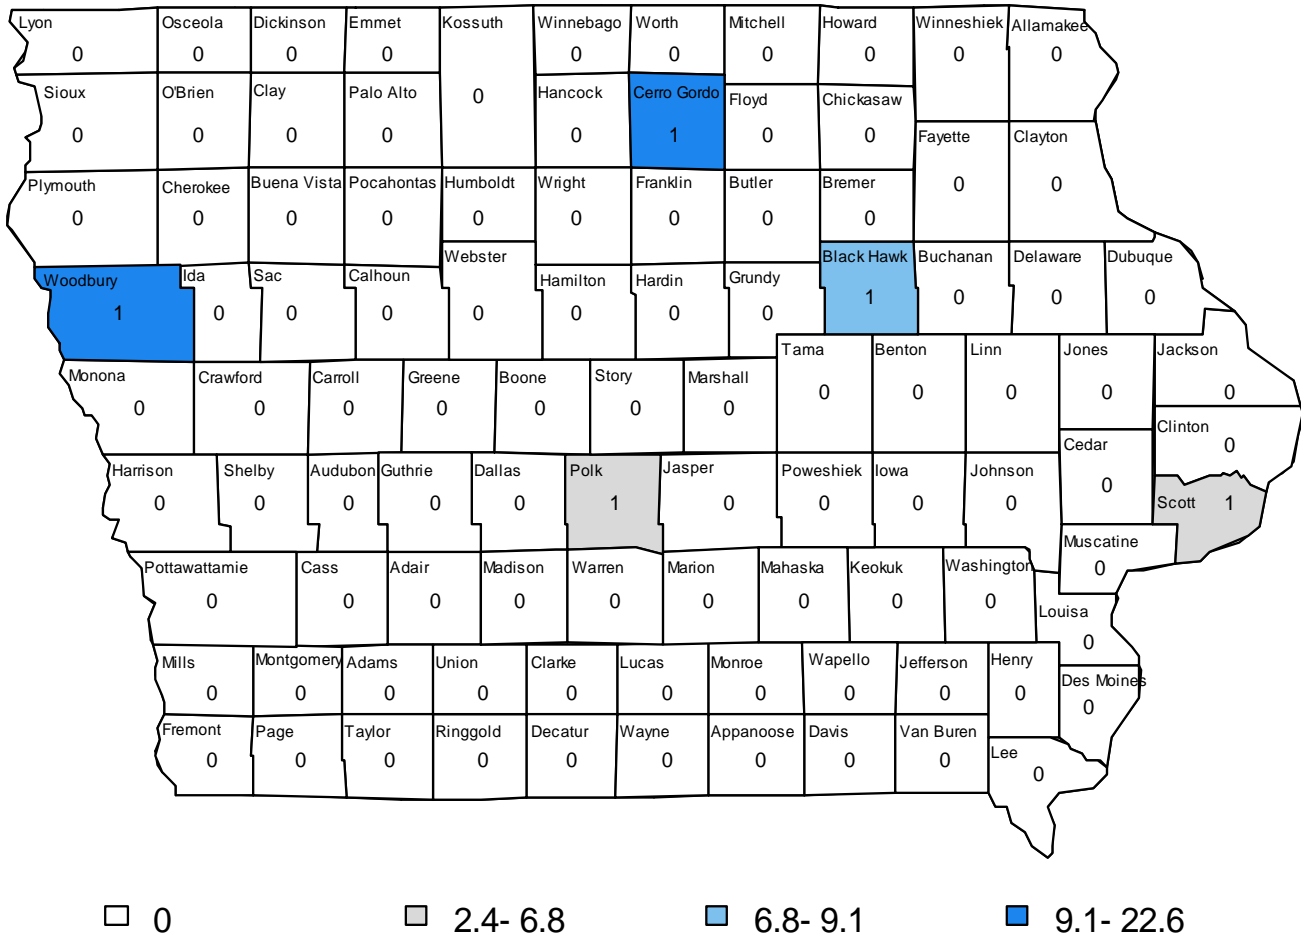 Lyon Osceola Dickinson Emmet Kossuth Winnebago Worth Mitchell Howard Winneshiek Allamakee
0 0 0 0 0 0 0 0 0 0
Sioux O'Brien Clay Palo Alto 0 Hancock Cerro Gordo Floyd Chickasaw
0 0 0 0 0 1 0 0
Fayette Clayton
Plymouth Cherokee Buena Vista Pocahontas Humboldt Wright Franklin Butler Bremer 0 0
0 0 0 0 0 0 0 0 0
Webster Black Hawk Buchanan Delaware Dubuque
Woodbury Ida Sac Calhoun Hamilton Hardin Grundy
1 0 0 0 0 0 0 0 1 0 0 0
Tama Benton Linn Jones Jackson
Monona Crawford Carroll Greene Boone Story Marshall 0 0 0 0 0
0 0 0 0 0 0 0
Clinton
Cedar 0
Harrison Shelby Audubon Guthrie Dallas Polk Jasper Poweshiek Iowa Johnson 0
0 0 0 0 0 1 0 0 0 0 Scott 1
Muscatine
Pottawattamie Cass Adair Madison Warren Marion Mahaska Keokuk Washington 0
0 0 0 0 0 0 0 0 0
Louisa
0
Mills Montgomery Adams Union Clarke Lucas Monroe Wapello Jefferson Henry Des Moines
0 0 0 0 0 0 0 0 0 0 0
Fremont Page Taylor Ringgold Decatur Wayne Appanoose Davis Van Buren Lee
0 0 0 0 0 0 0 0 0 0
0 2.4- 6.8 6.8- 9.1 9.1- 22.6